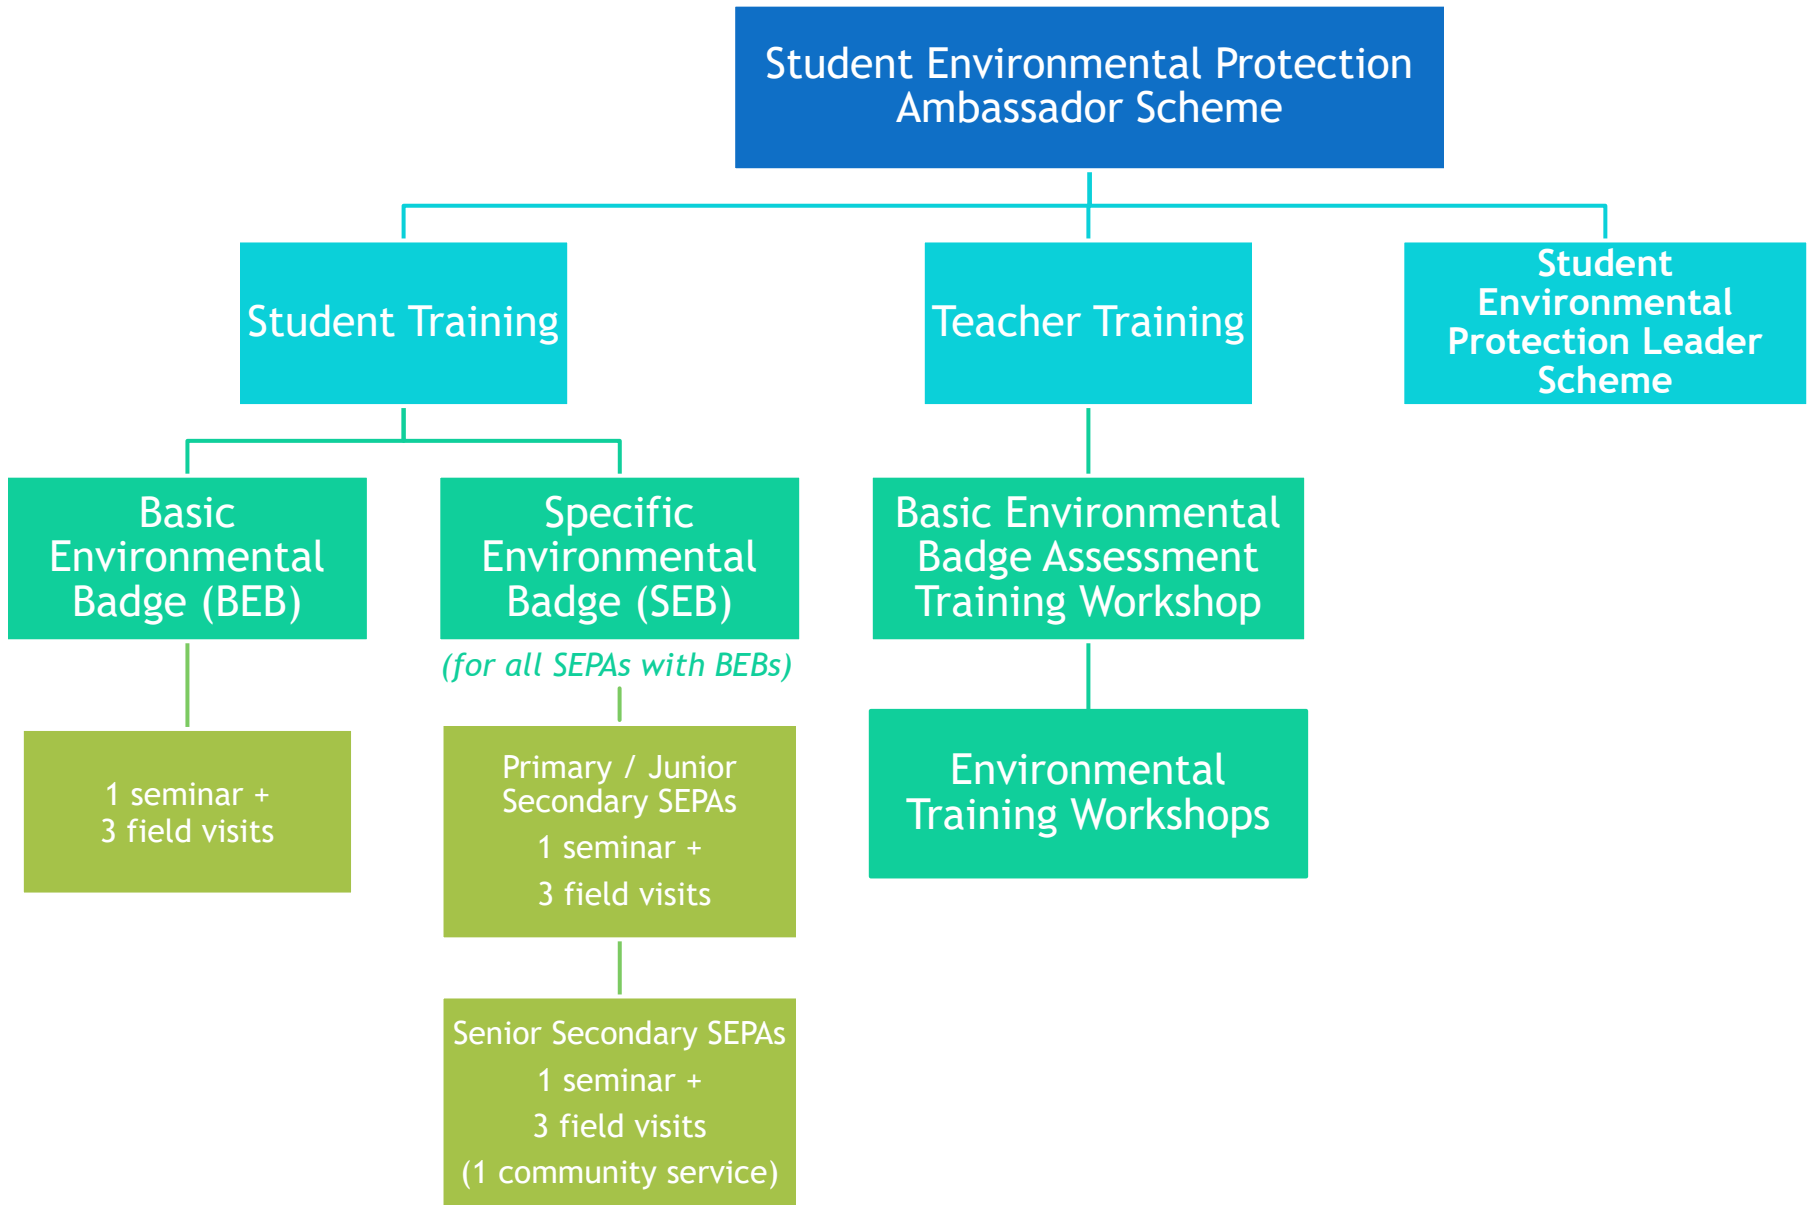 Student Environmental Protection
Ambassador Scheme
Student Training
Teacher Training
Student
Environmental
Protection Leader
Scheme
Basic
Environmental
Badge (BEB)
Specific
Environmental
Badge (SEB)
(for all SEPAs with BEBs)
Basic Environmental
Badge Assessment
Training Workshop
1 seminar +
3 field visits
Primary / Junior
Secondary SEPAs
1 seminar +
3 field visits
Environmental
Training Workshops
Senior Secondary SEPAs
1 seminar +
3 field visits
(1 community service)